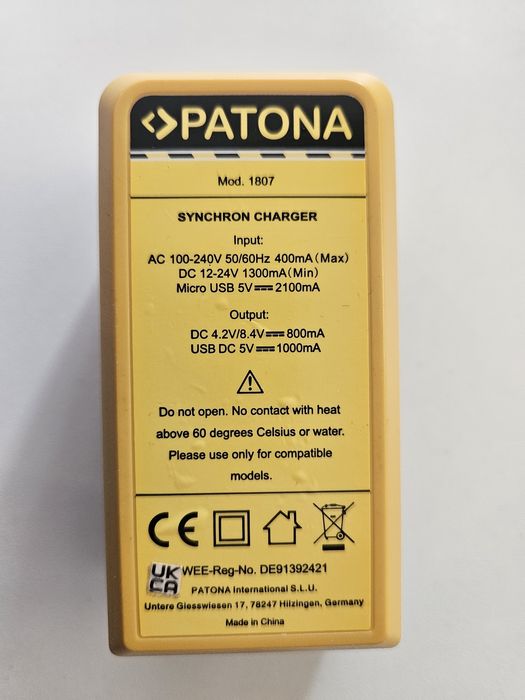 PATONA
Mod. 1807
SYNCHRON CHARGER
Input:
AC 100-240V 50/60Hz 400mA(Max)
DC 12-24V 1300mA(Min)
Micro USB 5V⎓2100mA
Output:
DC 4.2V/8.4V⎓800mA
USB DC 5V⎓1000mA
Do not open. No contact with heat
above 60 degrees Celsius or water.
Please use only for compatible
models.
CE
UK
CA
WEE-Reg-No. DE91392421
PATONA International S.L.U.
Untere Giesswiesen 17, 78247 Hilzingen, Germany
Made in China